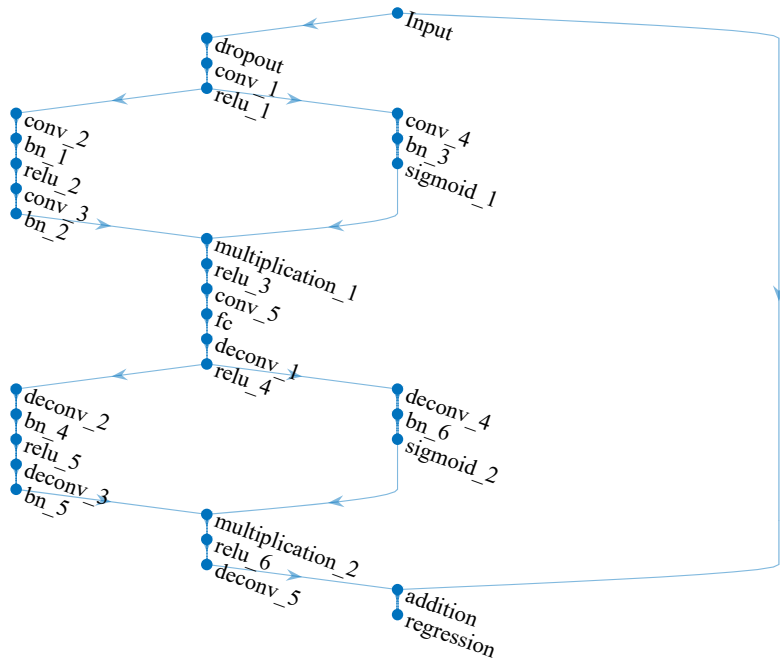 Input
dropout
conv_1
relu_1
conv_2
bn_1
relu_2
conv_3
bn_2
conv_4
bn_3
sigmoid_1
multiplication_1
relu_3
conv_5
fc
deconv_1
relu_4
deconv_2
bn_4
relu_5
deconv_3
bn_5
deconv_4
bn_6
sigmoid_2
multiplication_2
relu_6
deconv_5
addition
regression